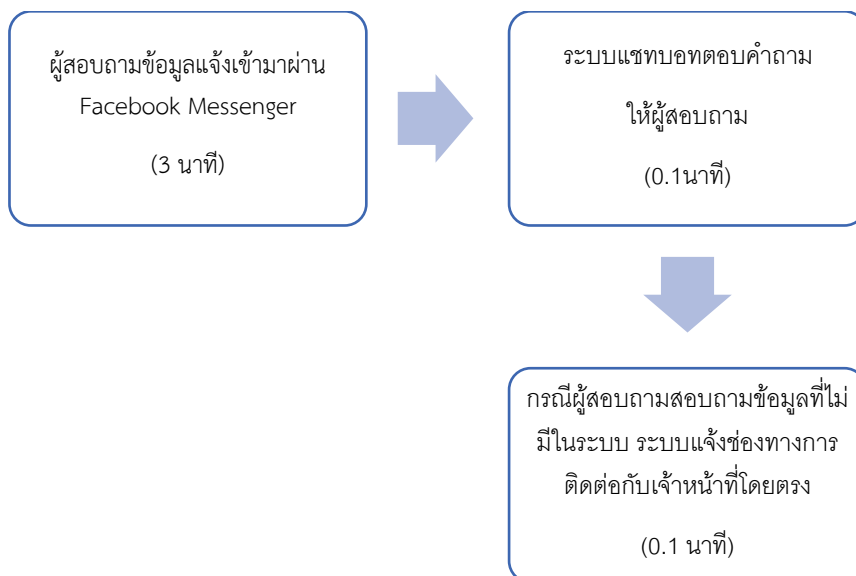 ผู้สอบถามข้อมูลแจ้งเข้ามาผ่าน
Facebook Messenger
(3 นาที)
ระบบแชทบอทตอบคำถาม
ให้ผู้สอบถาม
(0.1นาที)
กรณีผู้สอบถามสอบถามข้อมูลที่ไม่
มีในระบบ ระบบแจ้งช่องทางการ
ติดต่อกับเจ้าหน้าที่โดยตรง
(0.1 นาที)